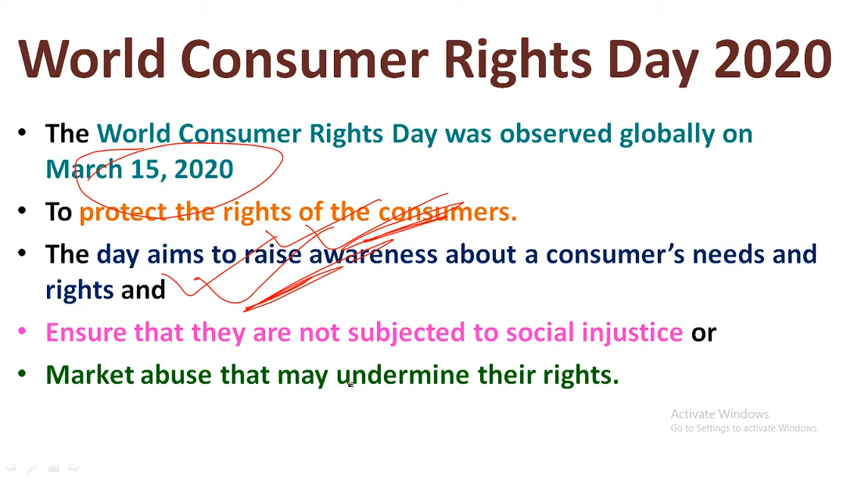 World Consumer Rights Day 2020
• The World Consumer Rights Day was observed globally on
March 15, 2020
• To protect the rights of the consumers.
• The day aims to raise awareness about a consumer's needs and
rights and
• Ensure that they are not subjected to social injustice or
• Market abuse that may undermine their rights.
Activate Windows
Go to Settings to activate Windows.